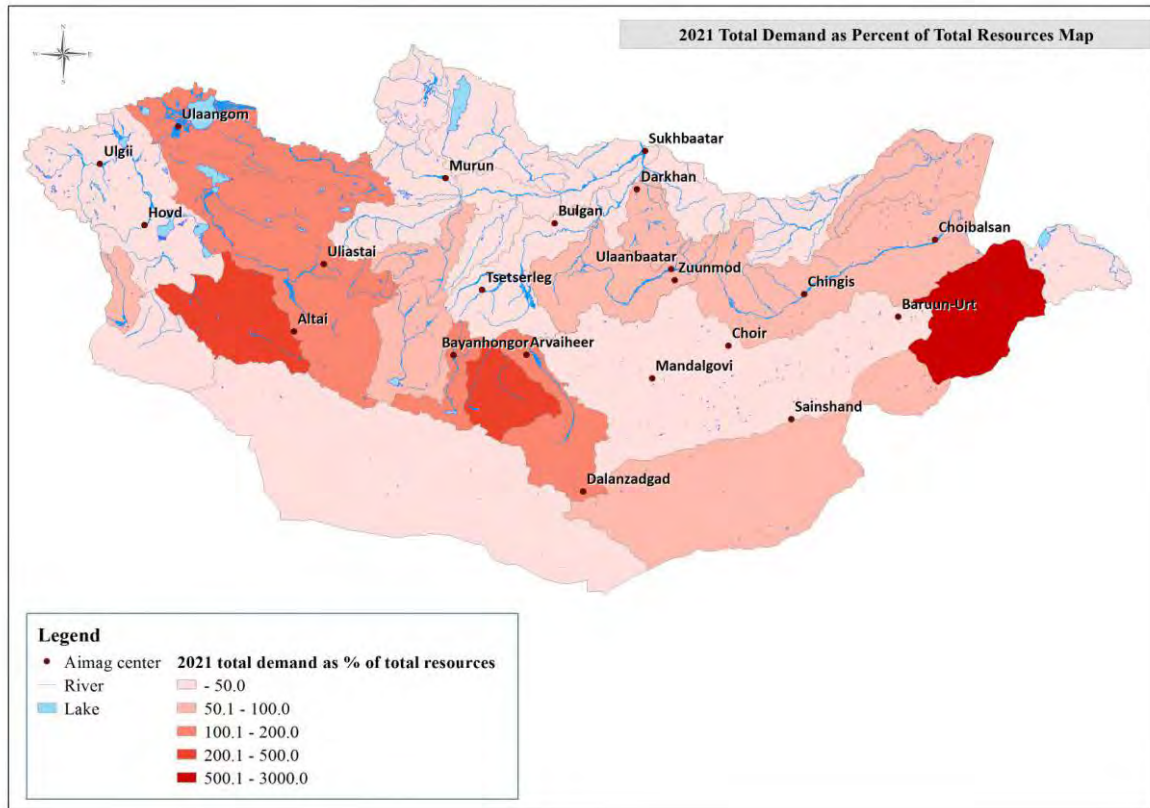 2021 Total Demand as Percent of Total Resources Map
N
W E
S
Ulaangom
Ulgii
Sukhbaatar
Murun
Darkhan
Hovd
Bulgan
Choibalsan
Uliastai
Ulaanbaatar
Zuunmod
Tsetserleg
Chingis
Baruun-Urt
Altai
Choir
Bayanhongor
Arvaiheer
Mandalgovi
Sainshand
Dalanzadgad
Legend
Aimag center
River
Lake
2021 total demand as % of total resources
- 50.0
50.1 - 100.0
100.1 - 200.0
200.1 - 500.0
500.1 - 3000.0